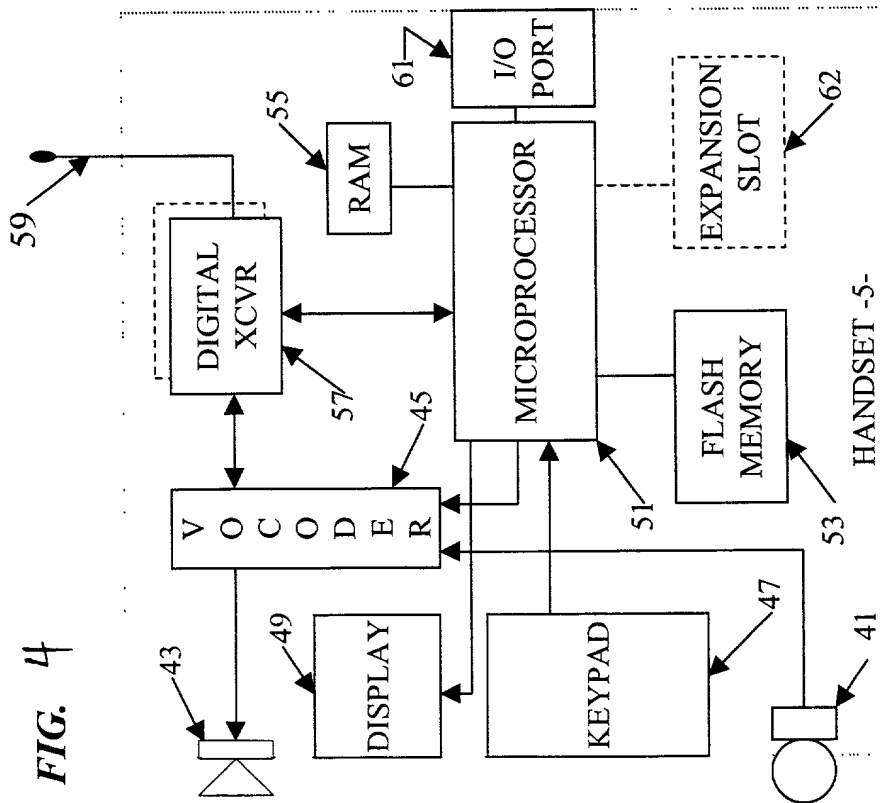 FIG. 4
59
DIGITAL
XCVR
57
55
RAM
61
I/O
PORT
43
VOCODER
45
MICROPROCESSOR
51
49
DISPLAY
KEYPAD
47
FLASH
MEMORY
53
EXPANSION
SLOT
62
41
HANDSET -5-